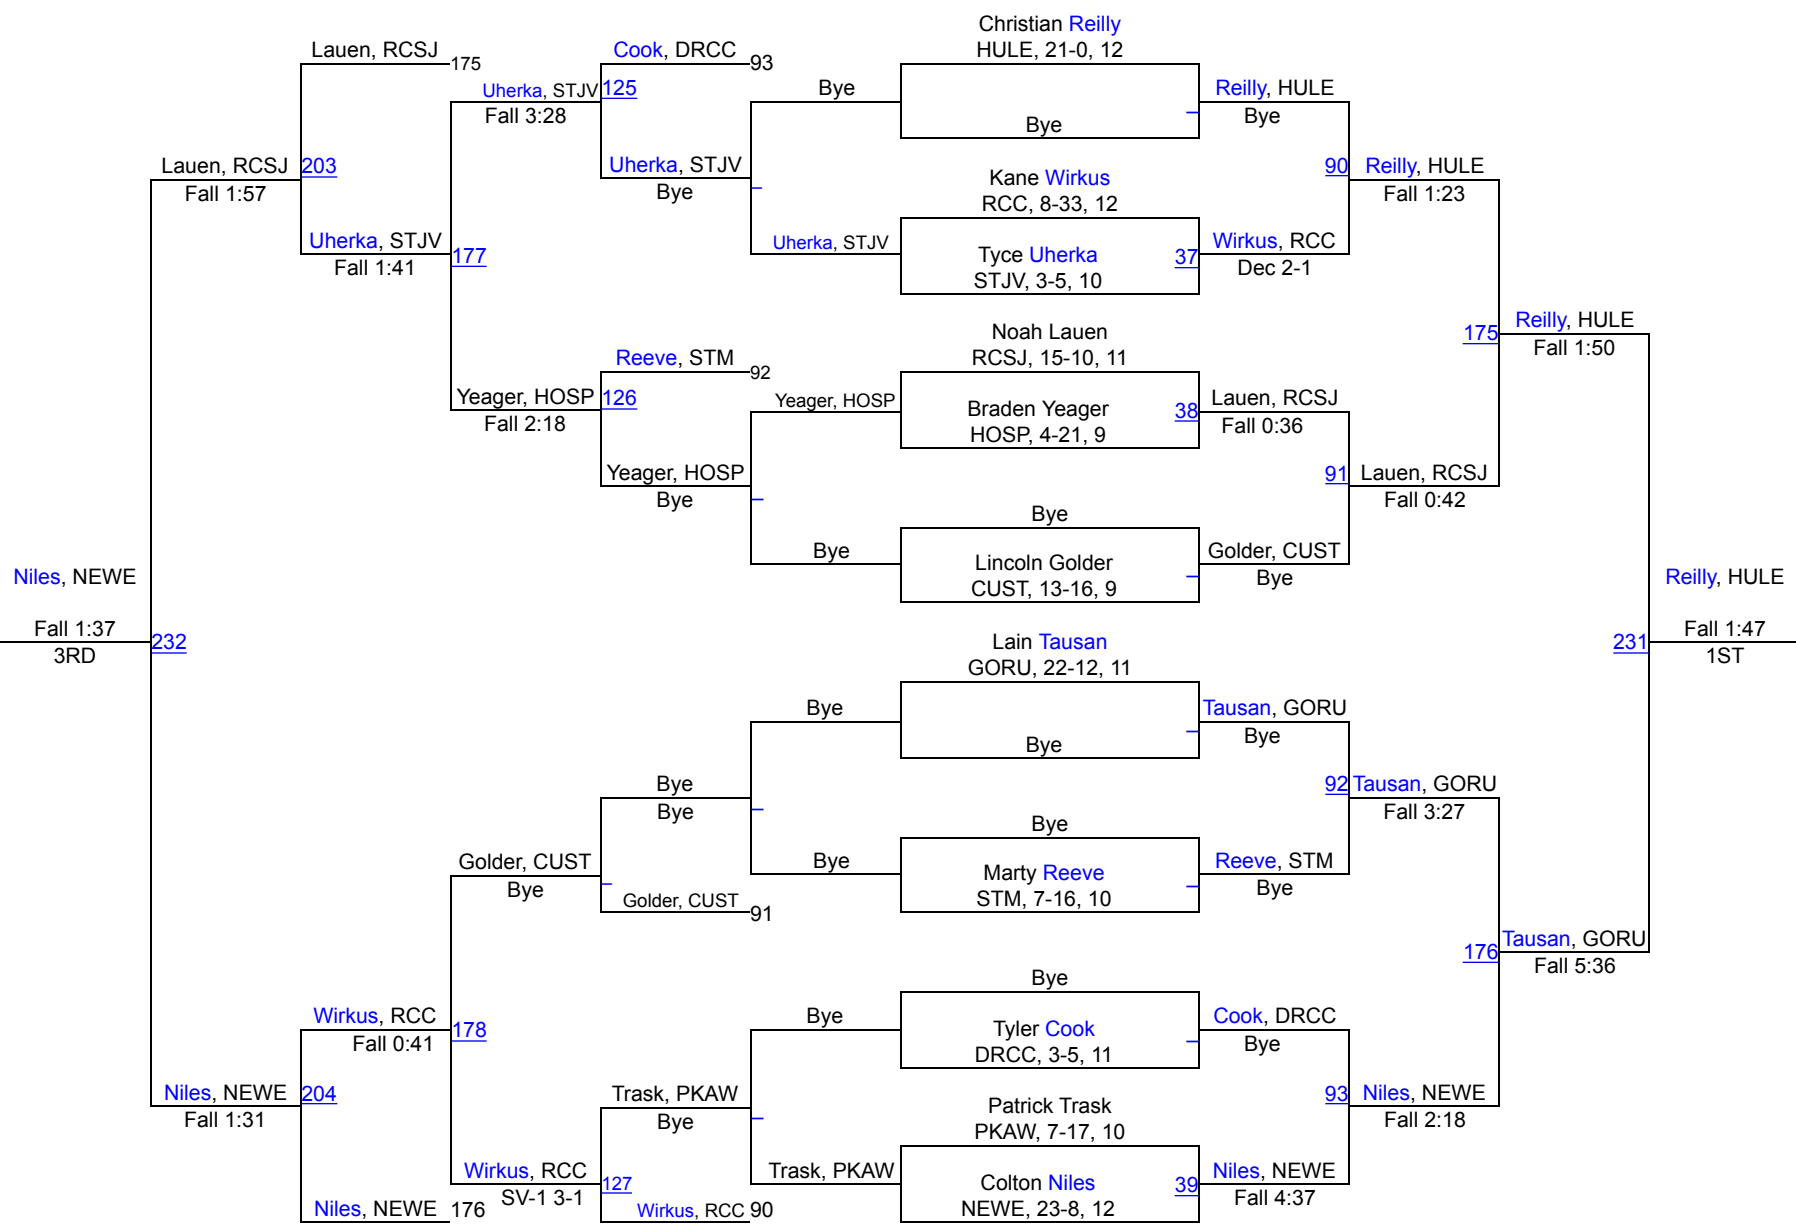 Christian Reilly
HULE, 21-0, 12
Lauen, RCSJ
175
Cook, DRCC
93
Uherka, STJV
125
Fall 3:28
Bye
Reilly, HULE
Bye
Bye
Lauen, RCSJ
203
Fall 1:57
Uherka, STJV
Bye
Kane Wirkus
RCC, 8-33, 12
90
Reilly, HULE
Fall 1:23
Uherka, STJV
177
Fall 1:41
Uherka, STJV
Tyce Uherka
STJV, 3-5, 10
37
Wirkus, RCC
Dec 2-1
Noah Lauen
RCSJ, 15-10, 11
175
Reilly, HULE
Fall 1:50
Reeve, STM
92
Yeager, HOSP
126
Fall 2:18
Yeager, HOSP
Braden Yeager
HOSP, 4-21, 9
38
Lauen, RCSJ
Fall 0:36
Yeager, HOSP
Bye
91
Lauen, RCSJ
Fall 0:42
Bye
Bye
Lincoln Golder
CUST, 13-16, 9
Golder, CUST
Bye
Niles, NEWE
Fall 1:37
3RD
232
Reilly, HULE
231
Fall 1:47
1ST
Lain Tausan
GORU, 22-12, 11
Bye
Bye
Tausan, GORU
Bye
Bye
Bye
92
Tausan, GORU
Fall 3:27
Bye
Bye
Marty Reeve
STM, 7-16, 10
Reeve, STM
Bye
Golder, CUST
Bye
Golder, CUST
91
176
Tausan, GORU
Fall 5:36
Bye
Bye
Tyler Cook
DRCC, 3-5, 11
Cook, DRCC
Bye
Wirkus, RCC
178
Fall 0:41
Niles, NEWE
204
Fall 1:31
Trask, PKAW
Bye
Patrick Trask
PKAW, 7-17, 10
93
Niles, NEWE
Fall 2:18
Wirkus, RCC
127
SV-1 3-1
Trask, PKAW
Colton Niles
NEWE, 23-8, 12
39
Niles, NEWE
Fall 4:37
Niles, NEWE
176
Wirkus, RCC
90